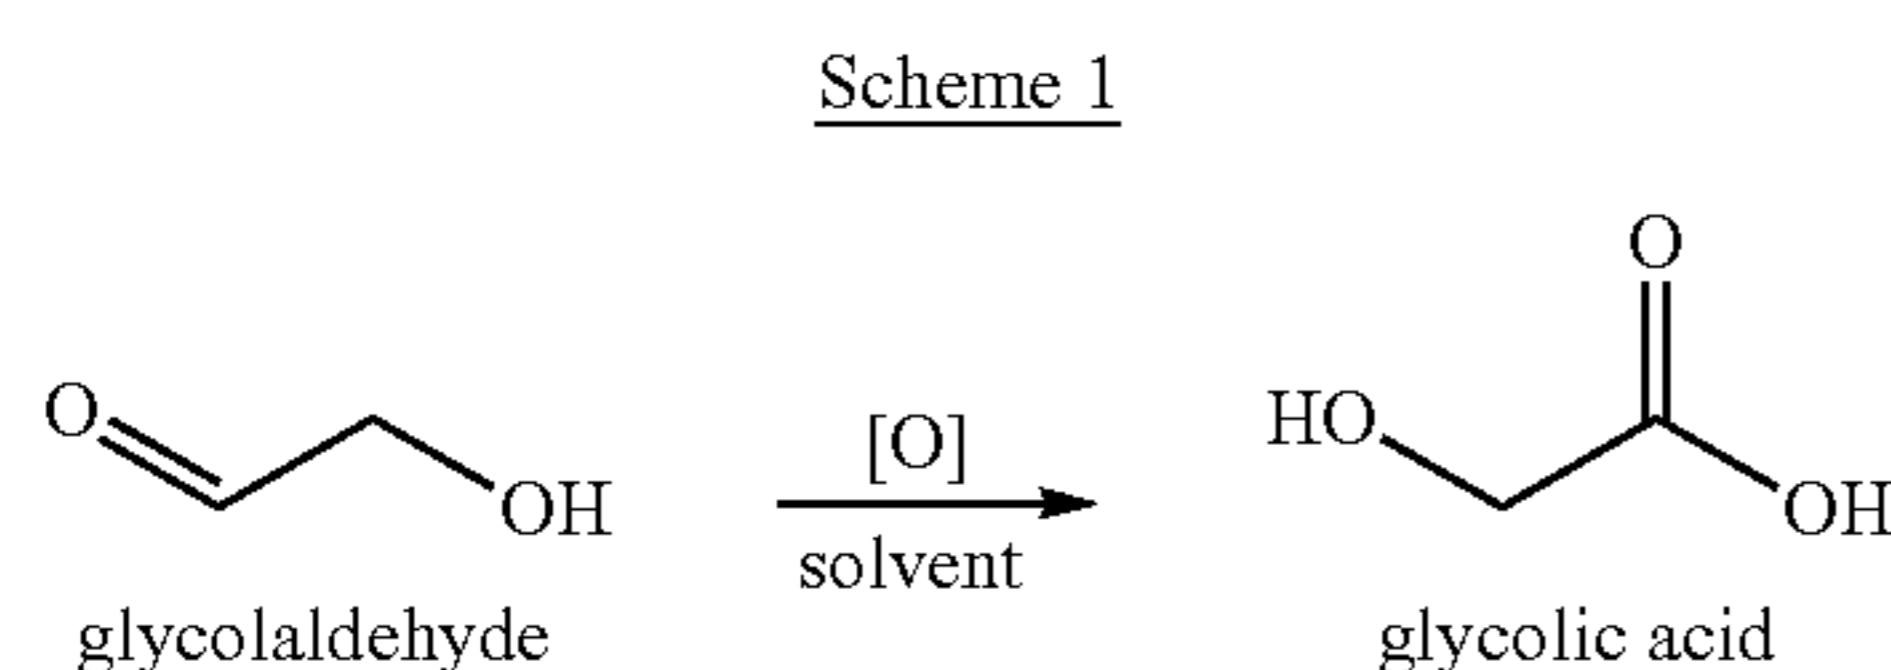 Scheme 1
O
O
HO
[O]
OH
OH
solvent
glycolaldehyde
glycolic acid